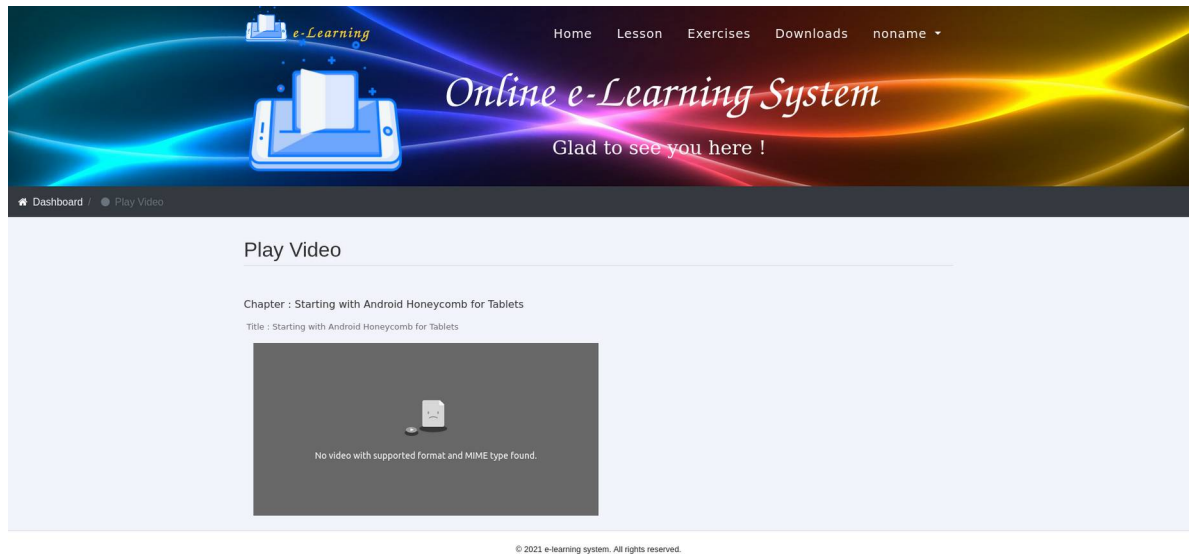 e-Learning
Home Lesson Exercises Downloads noname
Online e-Learning System
Glad to see you here !
Dashboard / Play Video
Play Video
Chapter : Starting with Android Honeycomb for Tablets
Title : Starting with Android Honeycomb for Tablets
No video with supported format and MIME type found.
© 2021 e-learning system. All rights reserved.